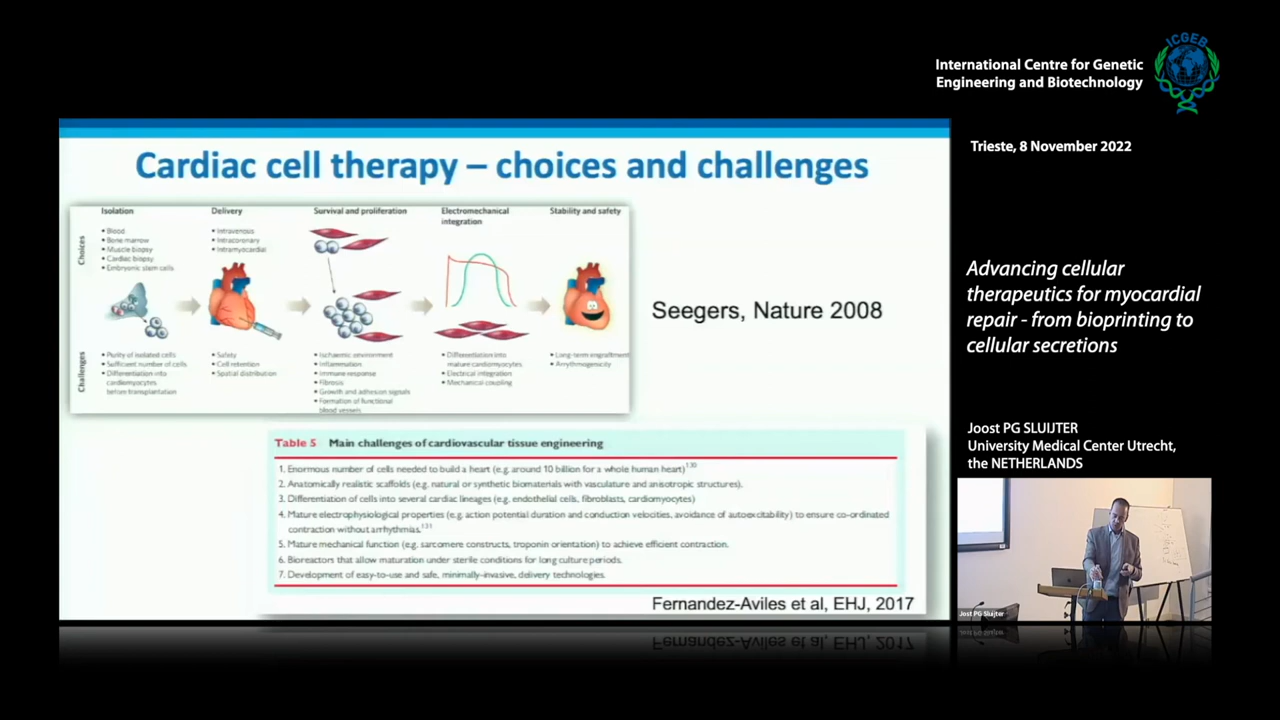 ICGEB
International Centre for Genetic
Engineering and Biotechnology
Trieste, 8 November 2022
Cardiac cell therapy – choices and challenges
Isolation
Delivery
Survival and proliferation
Electromechanical
integration
Stability and safety
Choices
• Blood
• Bone marrow
• Muscle biopsy
• Cardiac biopsy
• Embryonic stem cells
• Intravenous
• Intracoronary
• Intramyocardial
Challenges
• Purity of isolated cells
• Sufficient number of cells
• Differentiation into
cardiomyocytes
before transplantation
• Safety
• Cell retention
• Spatial distribution
• Ischaemic environment
• Inflammation
• Immune response
• Fibrosis
• Growth and adhesion signals
• Formation of functional
blood vessels
• Differentiation into
mature cardiomyocytes
• Electrical integration
• Mechanical coupling
• Long-term engraftment
• Arrythmogenicity
Seegers, Nature 2008
Table 5 Main challenges of cardiovascular tissue engineering
1. Enormous number of cells needed to build a heart (e.g. around 10 billion for a whole human heart)130
2. Anatomically realistic scaffolds (e.g. natural or synthetic biomaterials with vasculature and anisotropic structures).
3. Differentiation of cells into several cardiac lineages (e.g. endothelial cells, fibroblasts, cardiomyocytes)
4. Mature electrophysiological properties (e.g. action potential duration and conduction velocities, avoidance of autoexcitability) to ensure co-ordinated
contraction without arrhythmias.131
5. Mature mechanical function (e.g. sarcomere constructs, troponin orientation) to achieve efficient contraction.
6. Bioreactors that allow maturation under sterile conditions for long culture periods.
7. Development of easy-to-use and safe, minimally-invasive, delivery technologies.
Fernandez-Aviles et al, EHJ, 2017
Advancing cellular
therapeutics for myocardial
repair - from bioprinting to
cellular secretions
Joost PG SLUIJTER
University Medical Center Utrecht,
the NETHERLANDS
Jost PG Sluijter